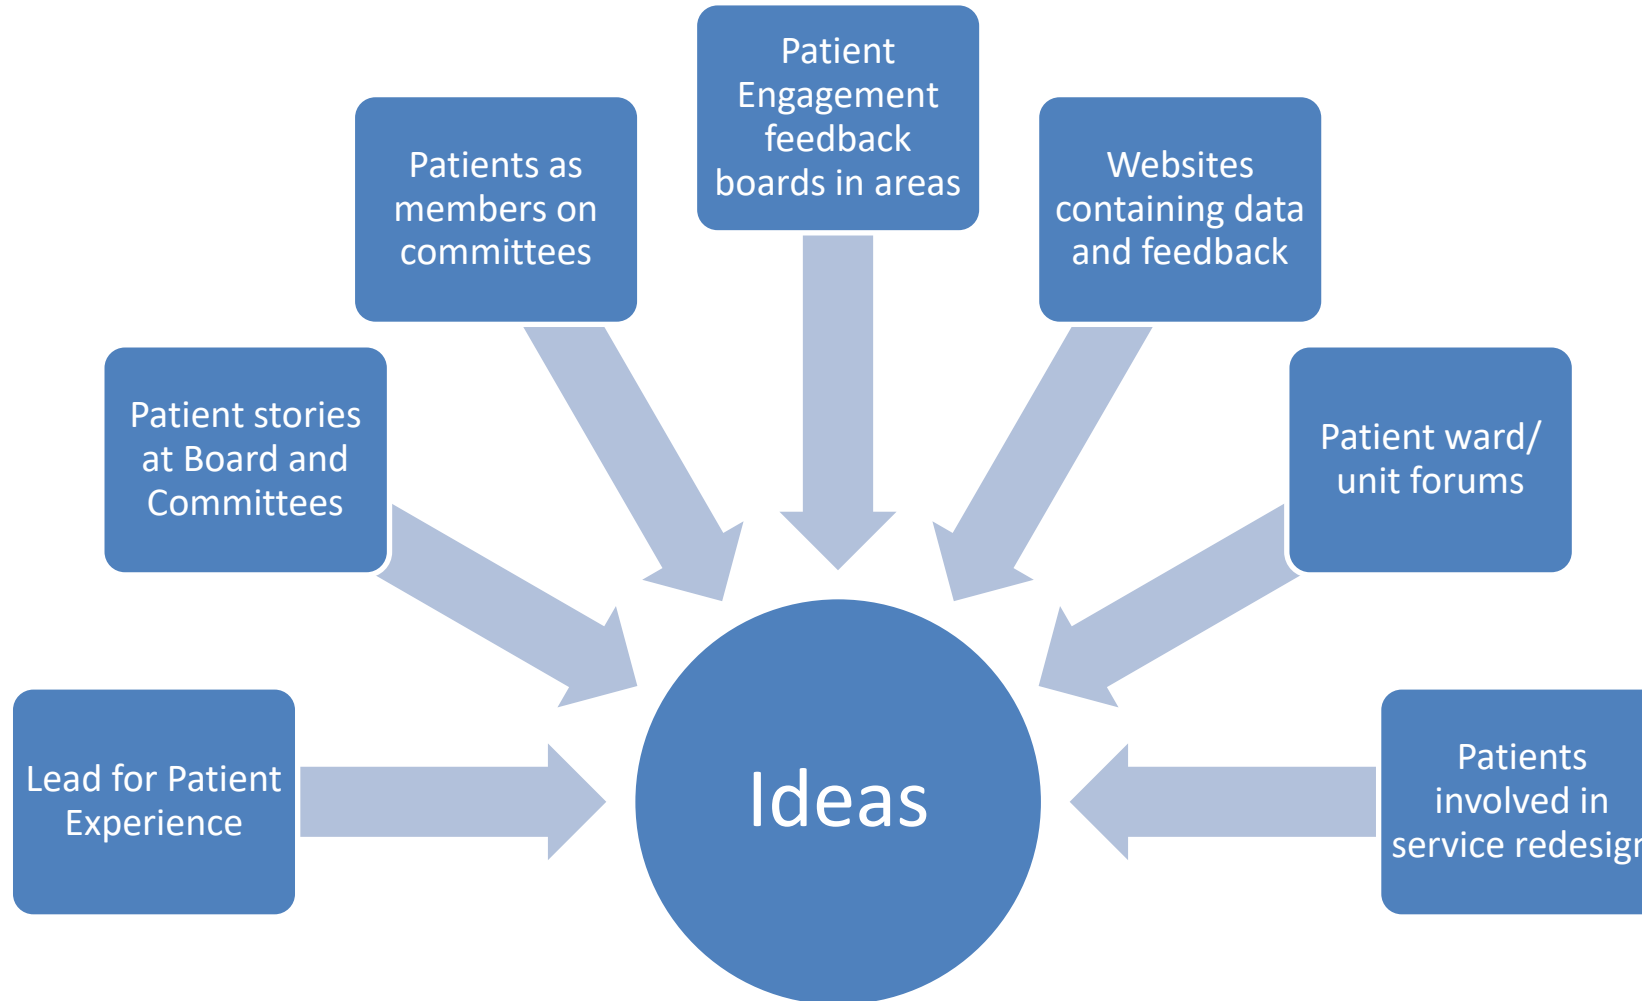 Patient
Engagement
feedback
boards in areas
Patients as
members on
committees
Websites
containing data
and feedback
Patient stories
at Board and
Committees
Patient ward/
unit forums
Lead for Patient
Experience
Ideas
Patients
involved in
service redesign